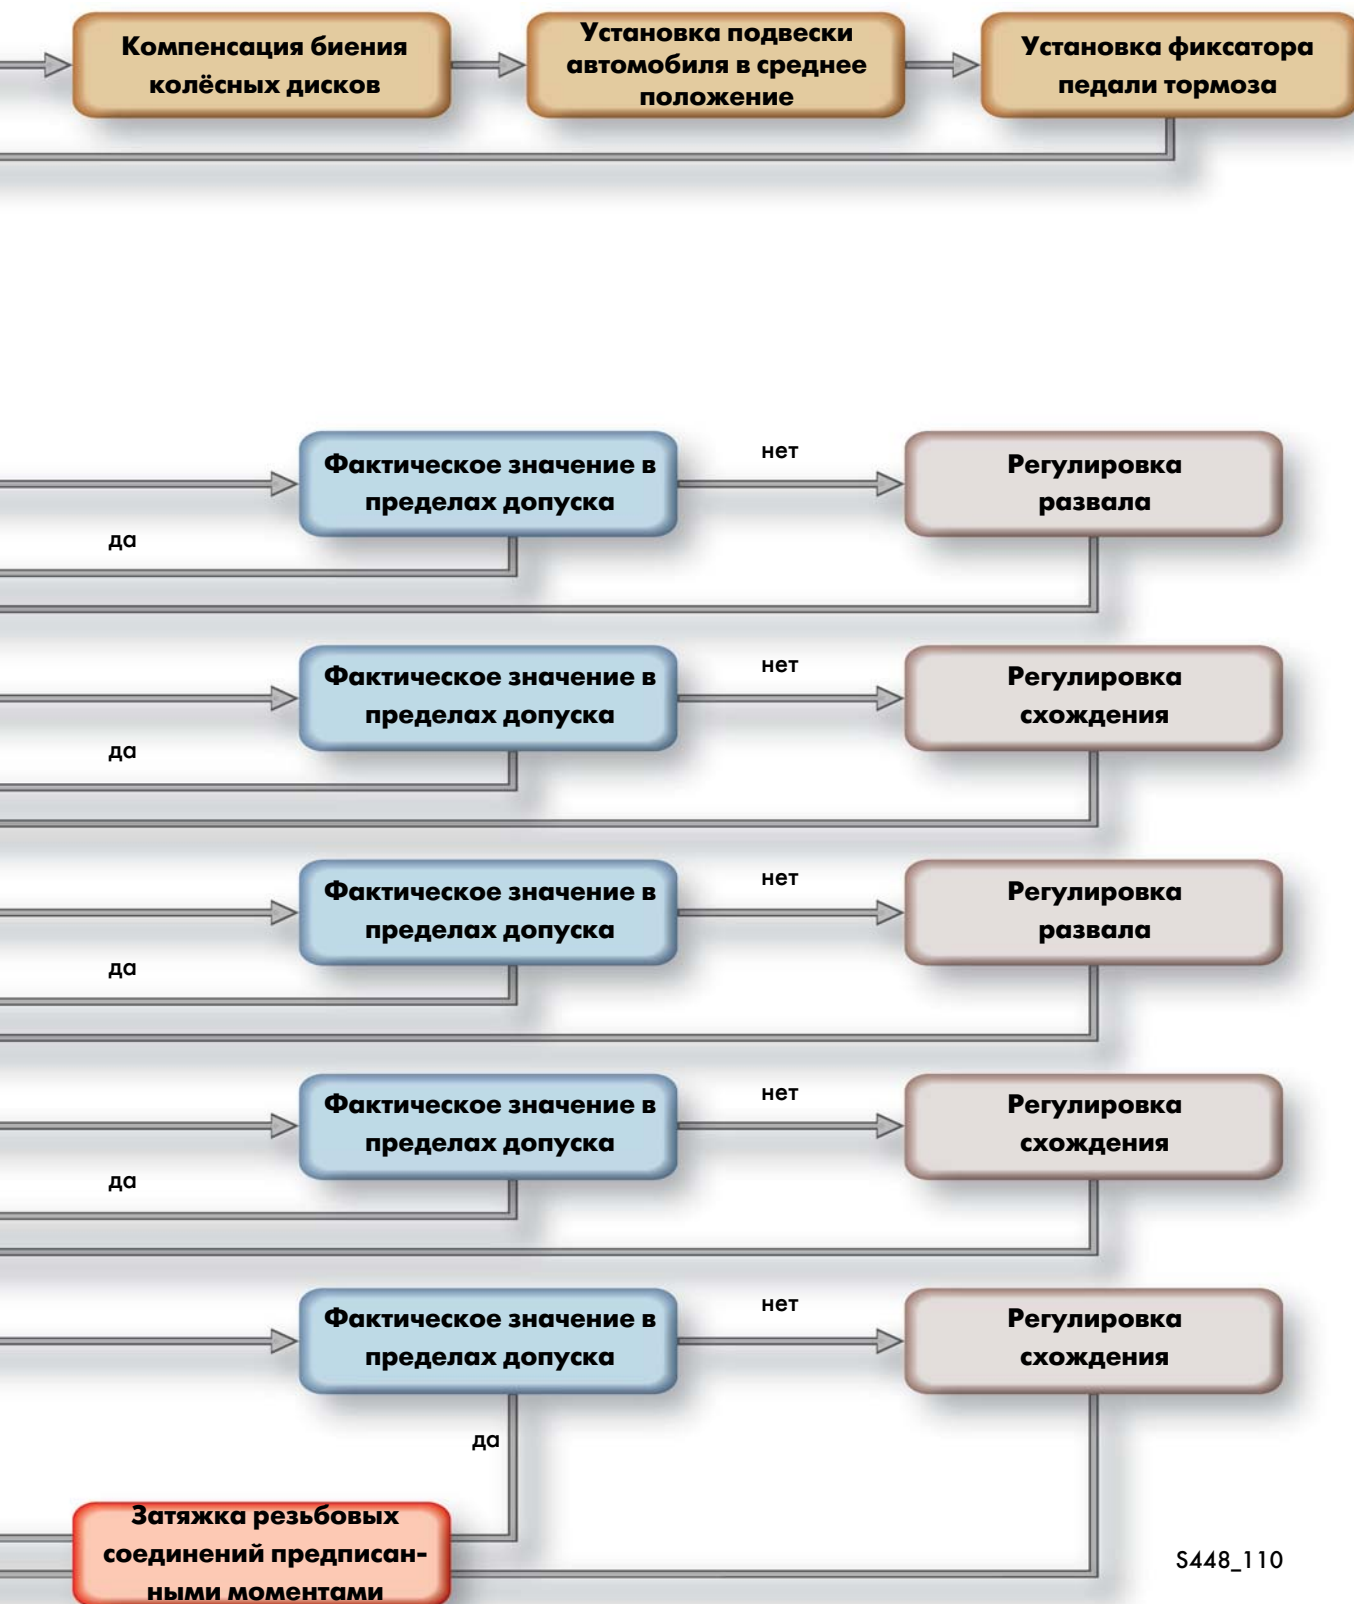 Компенсация биения
колёсных дисков
Установка подвески
автомобиля в среднее
положение
Установка фиксатора
педали тормоза
Фактическое значение в
пределах допуска
нет
Регулировка
развала
да
Фактическое значение в
пределах допуска
нет
Регулировка
схождения
да
Фактическое значение в
пределах допуска
нет
Регулировка
развала
да
Фактическое значение в
пределах допуска
нет
Регулировка
схождения
да
Фактическое значение в
пределах допуска
нет
Регулировка
схождения
да
Затяжка резьбовых
соединений предписан-
ными моментами
S448_110